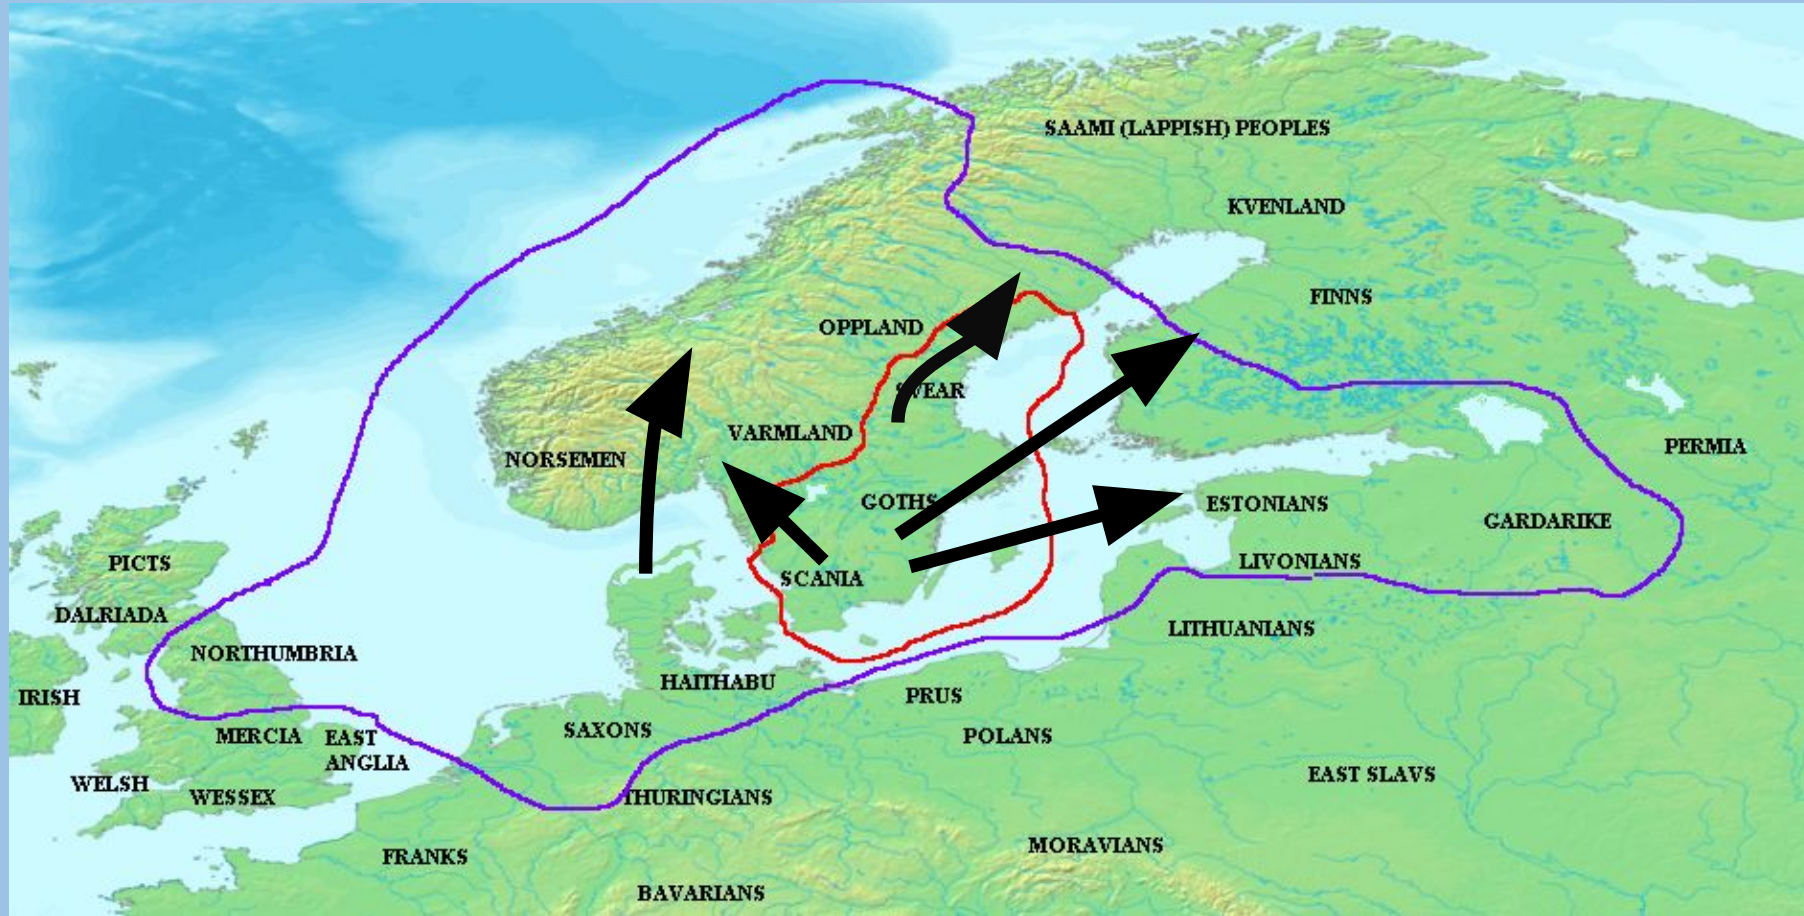 SAAMI (LAPPISH) PEOPLES
KVENLAND
FINNS
OPPLAND
SVEAR
VARMLAND
PERMIA
NORSEMEN
GOTHS
ESTONIANS
GARDARIKE
PICTS
LIVONIANS
SCANIA
DALRIADA
LITHUANIANS
NORTHUMBRIA
HAITHABU
IRISH
PRUS
SAXONS
MERCIA
EAST
ANGLIA
POLANS
EAST SLAVS
WELSH
WESSEX
THURINGIANS
MORAVIANS
FRANKS
BAVARIANS